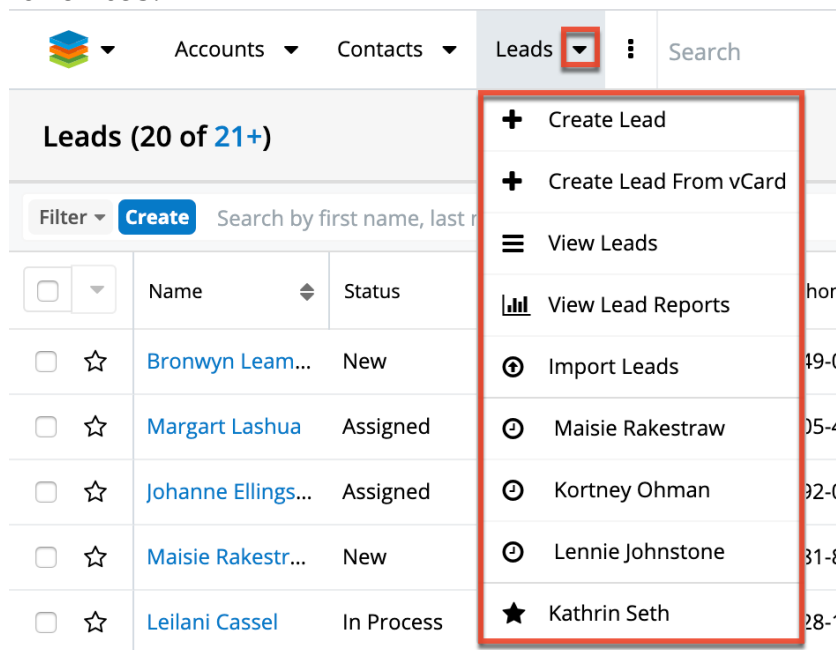 Accounts Contacts Leads Search
Leads (20 of 21+)
Filter Create Search by first name, last
Name Status
Bronwyn Leam... New
Margart Lashua Assigned
Johanne Ellings... Assigned
Maisie Rakestr... New
Leilani Cassel In Process
Create Lead
Create Lead From vCard
View Leads
View Lead Reports
Import Leads
Maisie Rakestraw
Kortney Ohman
Lennie Johnstone
Kathrin Seth